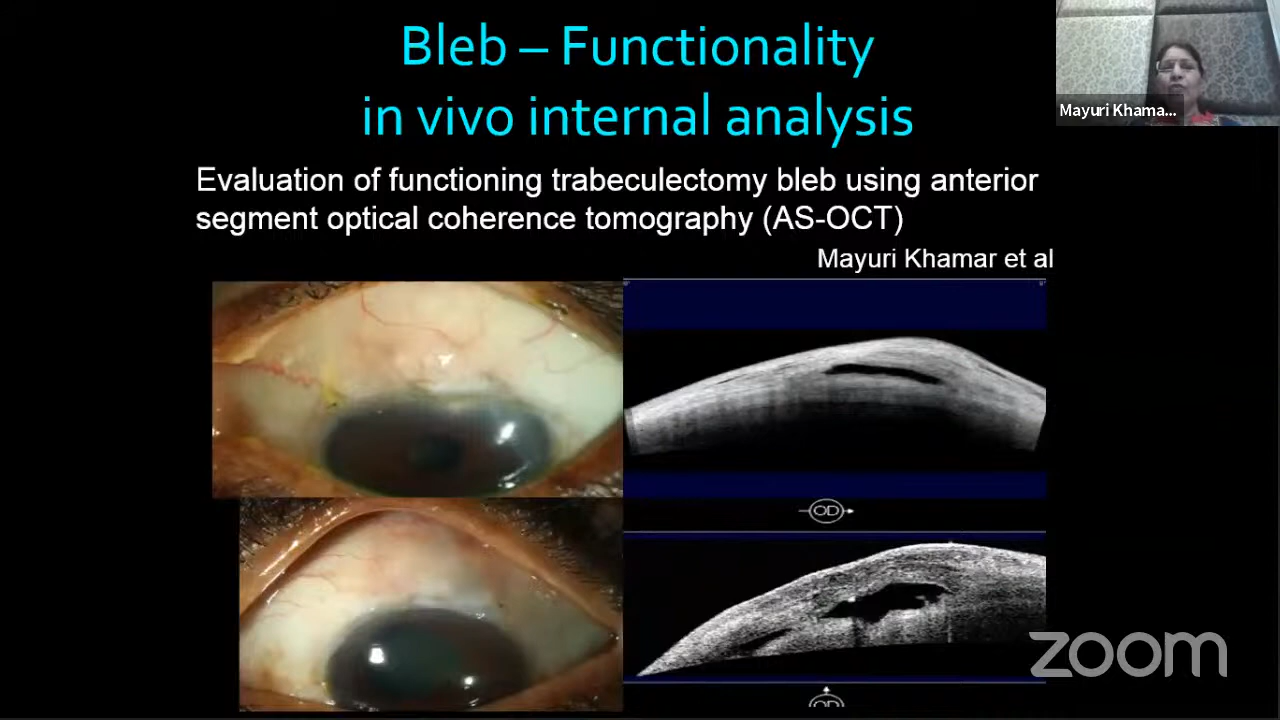 Bleb – Functionality
in vivo internal analysis
Mayuri Khama...
Evaluation of functioning trabeculectomy bleb using anterior
segment optical coherence tomography (AS-OCT)
Mayuri Khamar et al
OD
OD
zoom